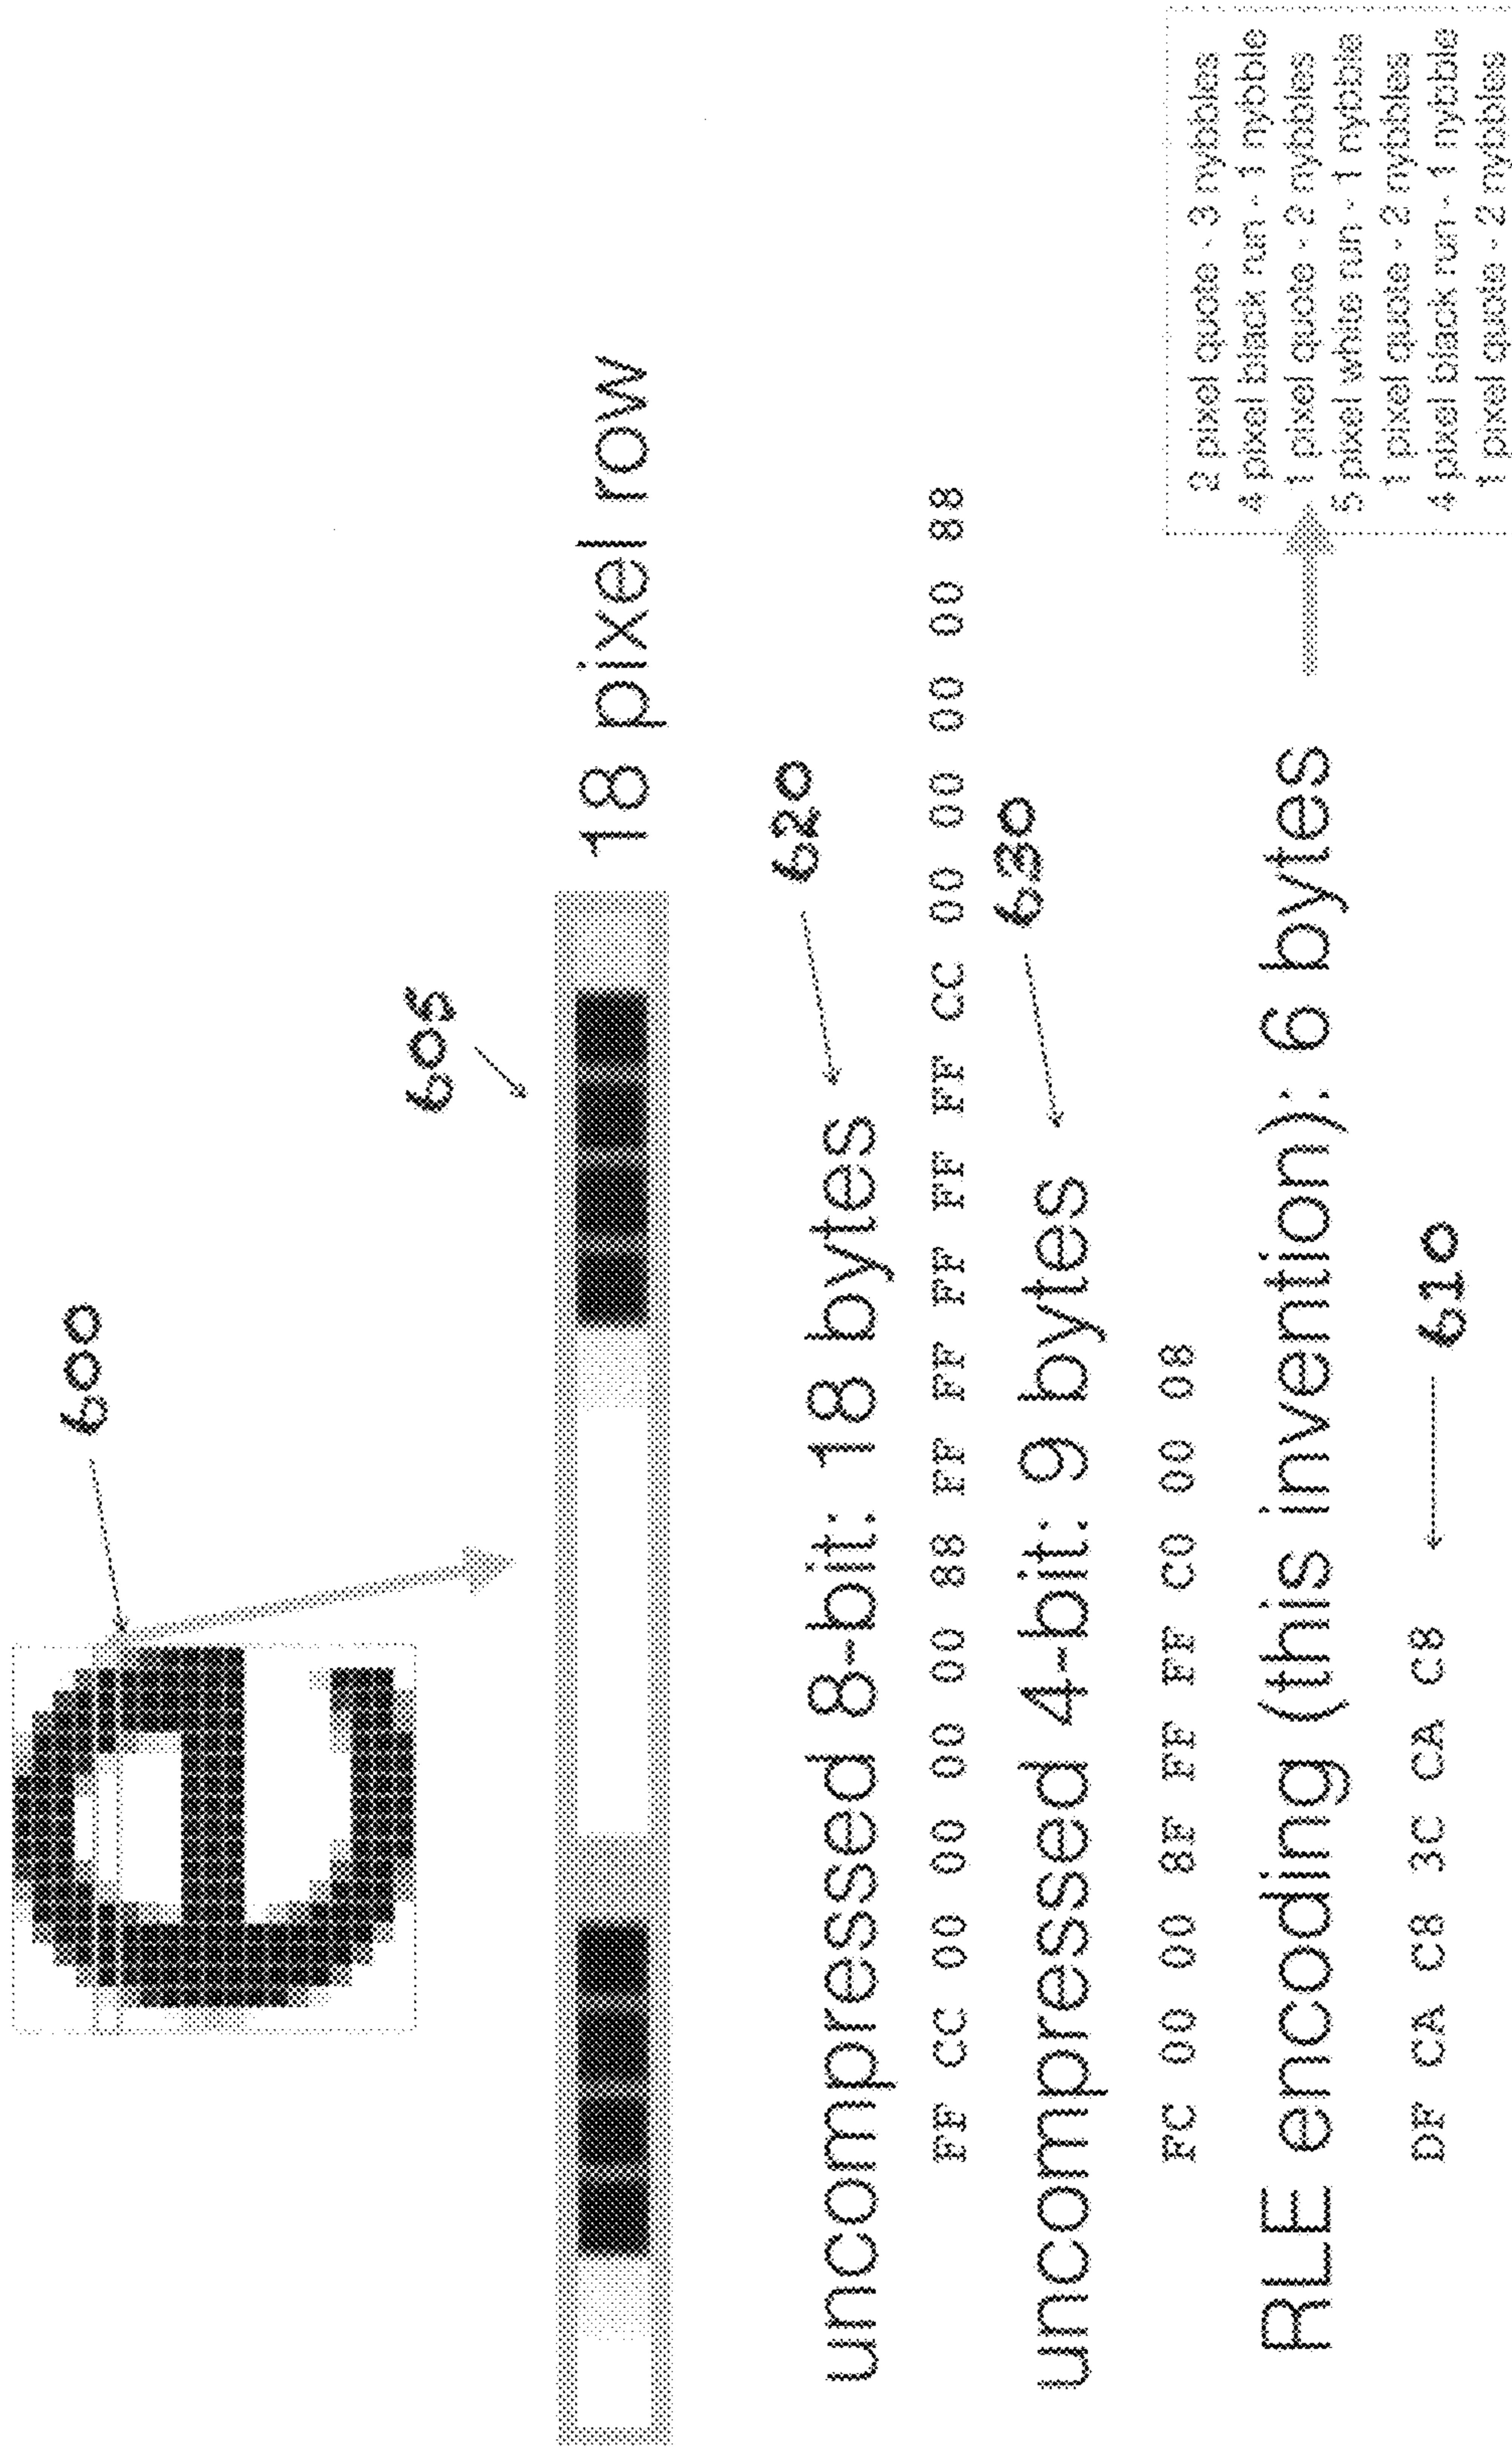 600
605
18 pixel row
620
uncompressed 8-bit: 18 bytes
FF CC 00 00 00 00 88 FF FF FF FF FF CC 00 00 00 00 88
630
uncompressed 4-bit: 9 bytes
FC 00 00 8F FF FF C0 00 08
RLE encoding (this invention): 6 bytes
DF CA C8 3C CA C8
610
2 pixel quote - 3 nybbles
4 pixel black run - 1 nybble
1 pixel quote - 2 nybbles
5 pixel white run - 1 nybble
1 pixel quote - 2 nybbles
4 pixel black run - 1 nybble
1 pixel quote - 2 nybbles